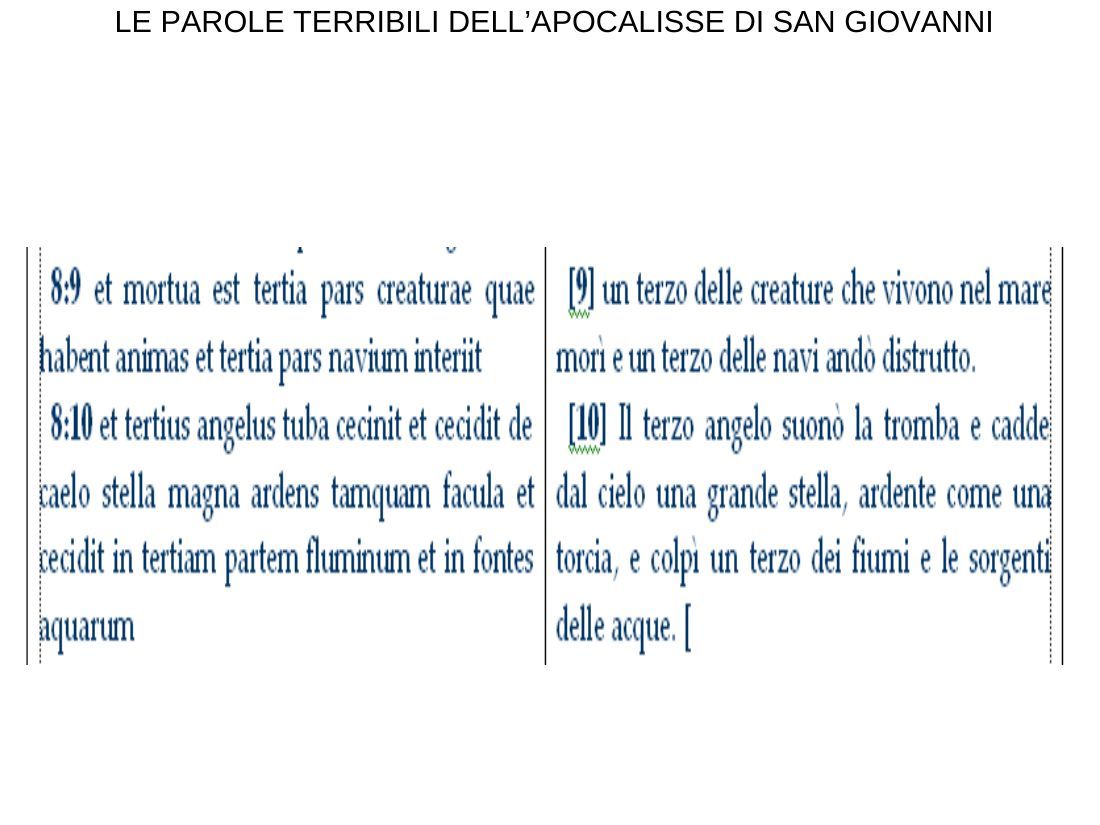 LE PAROLE TERRIBILI DELL’APOCALISSE DI SAN GIOVANNI
8:9 et mortua est tertia pars creaturae quae
habent animas et tertia pars navium interiit
8:10 et tertius angelus tuba cecinit et cecidit de
caelo stella magna ardens tamquam facula et
cecidit in tertiam partem fluminum et in fontes
aquarum
[9] un terzo delle creature che vivono nel mare
morì e un terzo delle navi andò distrutto.
[10] Il terzo angelo suonò la tromba e cadde
dal cielo una grande stella, ardente come una
torcia, e colpì un terzo dei fiumi e le sorgenti
delle acque. [